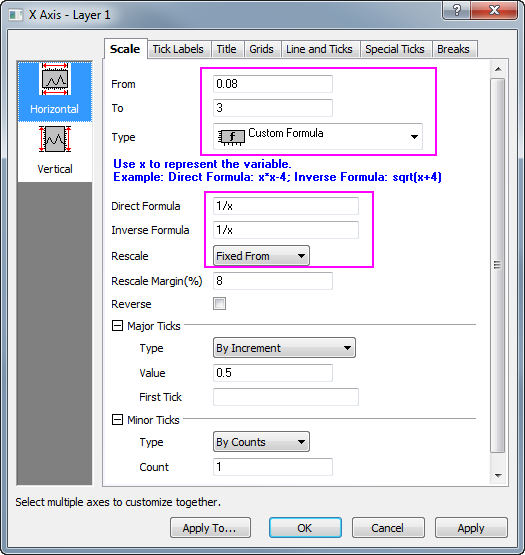 X Axis - Layer 1
Scale Tick Labels Title Grids Line and Ticks Special Ticks Breaks
Horizontal
Vertical
From 0.08
To 3
Type Custom Formula
Use x to represent the variable.
Example: Direct Formula: x*x-4; Inverse Formula: sqrt(x+4)
Direct Formula 1/x
Inverse Formula 1/x
Rescale Fixed From
Rescale Margin(%) 8
Reverse
Major Ticks
Type By Increment
Value 0.5
First Tick
Minor Ticks
Type By Counts
Count 1
Select multiple axes to customize together.
Apply To... OK Cancel Apply